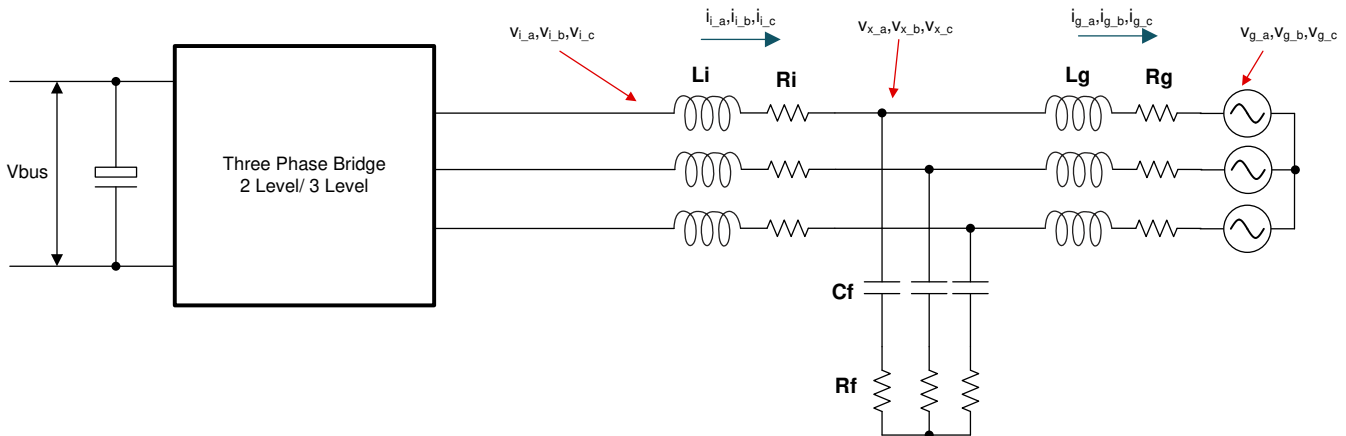 i_i_a,i_i_b,i_i_c
i_g_a,i_g_b,i_g_c
v_i_a,v_i_b,v_i_c
v_x_a,v_x_b,v_x_c
v_g_a,v_g_b,v_g_c
Li
Ri
Lg
Rg
Vbus
Three Phase Bridge
2 Level/ 3 Level
Cf
Rf